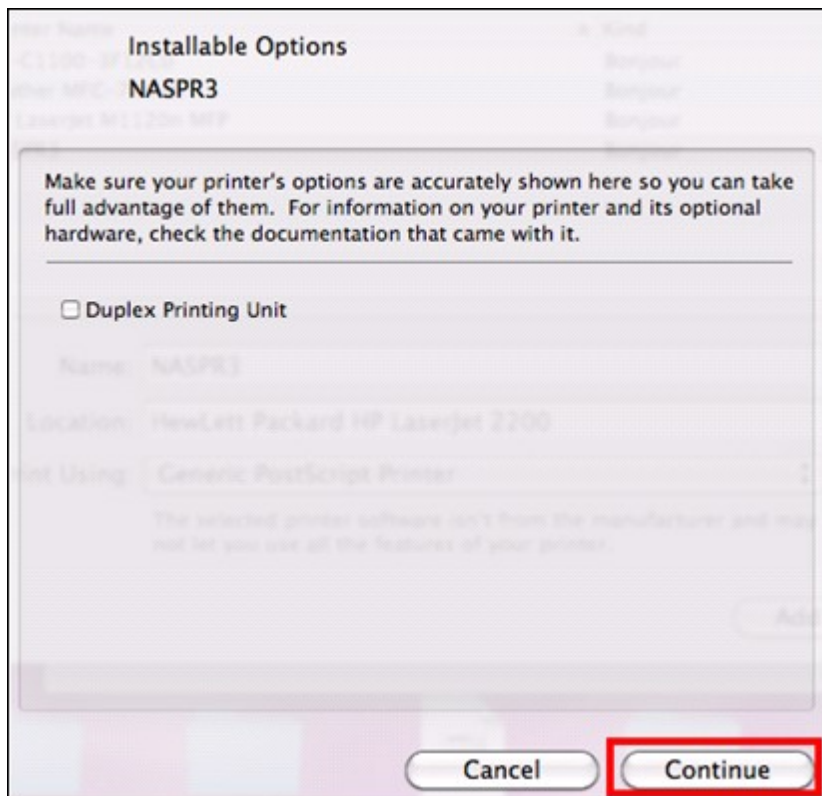 Installable Options
NASPR3
Make sure your printer's options are accurately shown here so you can take
full advantage of them. For information on your printer and its optional
hardware, check the documentation that came with it.
Duplex Printing Unit
Name: NASPR3
Location: HewLett Packard HP LaserJet 2200
Print Using: Generic PostScript Printer
The selected printer software isn't from the manufacturer and may
not let you use all the features of your printer.
Add
Cancel
Continue